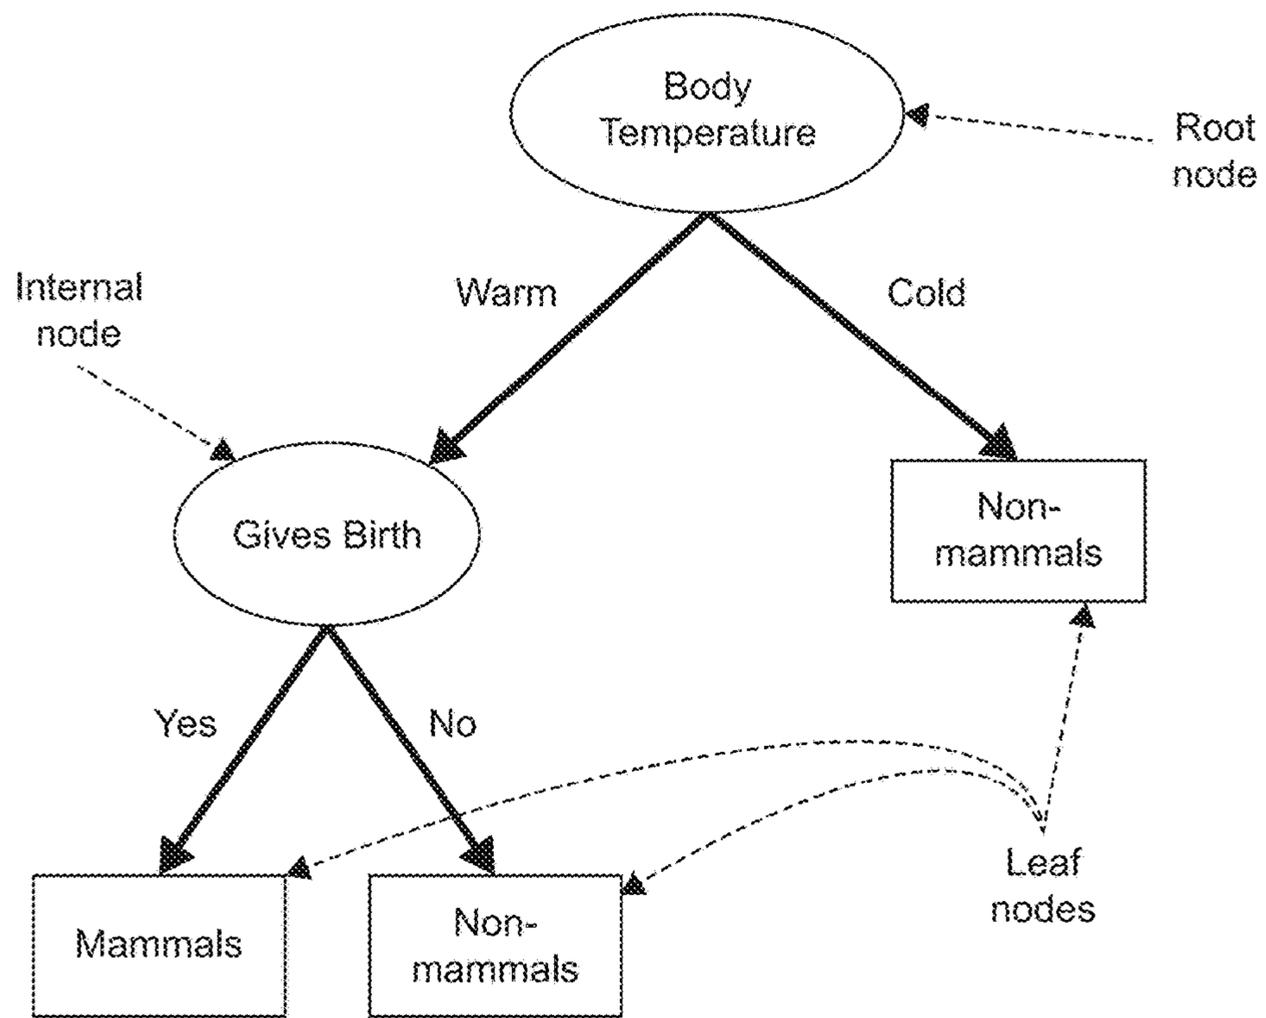 Body
Temperature
Root
node
Internal
node
Warm
Cold
Gives Birth
Non-
mammals
Yes
No
Leaf
nodes
Mammals
Non-
mammals